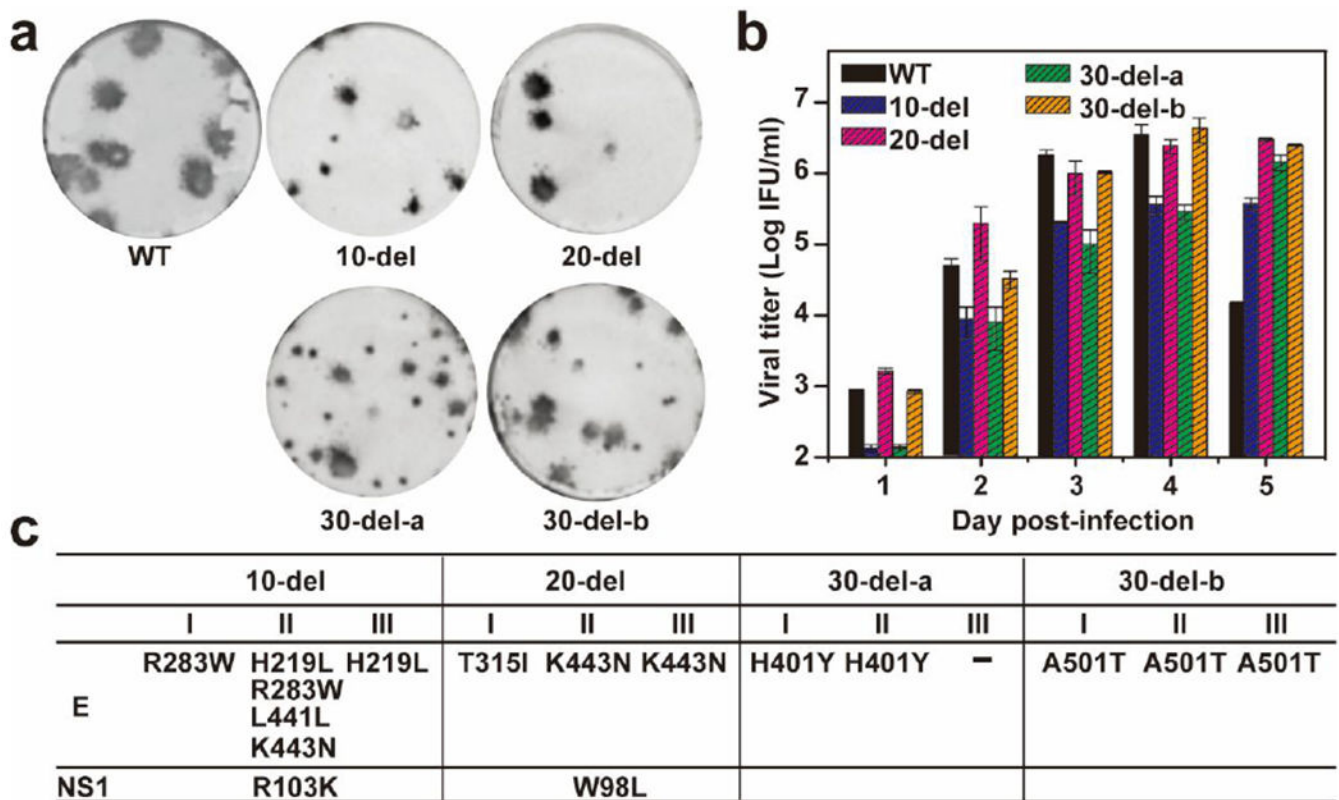 a
WT
10-del
20-del
30-del-a
30-del-b
b
WT
10-del
20-del
30-del-a
30-del-b
Viral titer (Log IFU/ml)
7
6
5
4
3
2
1 2 3 4 5
Day post-infection
c
10-del 20-del 30-del-a 30-del-b
I II III I II III I II III I II III
E R283W H219L H219L T315I K443N K443N H401Y H401Y – A501T A501T A501T
R283W
L441L
K443N
NS1 R103K W98L